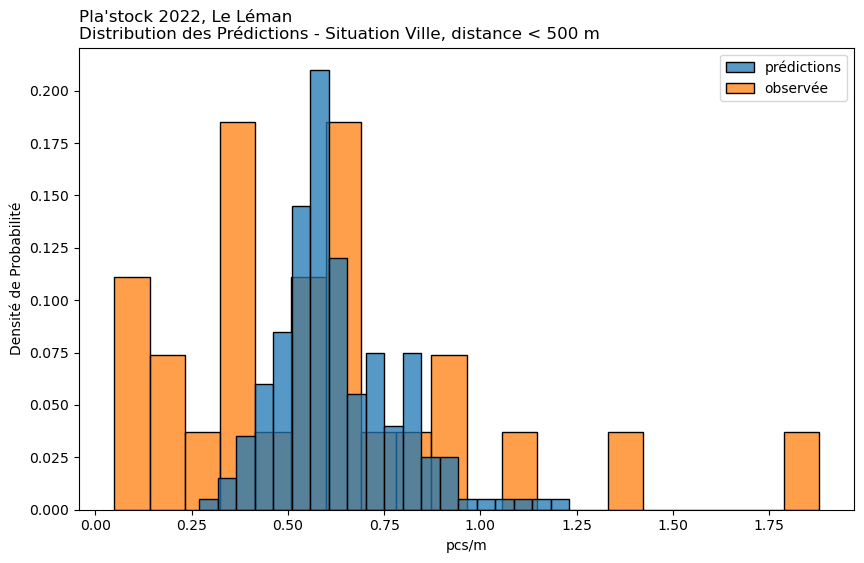 Pla'stock 2022, Le Léman
Distribution des Prédictions - Situation Ville, distance < 500 m
prédictions
observée
Densité de Probabilité
0.200
0.175
0.150
0.125
0.100
0.075
0.050
0.025
0.000
0.00 0.25 0.50 0.75 1.00 1.25 1.50 1.75
pcs/m